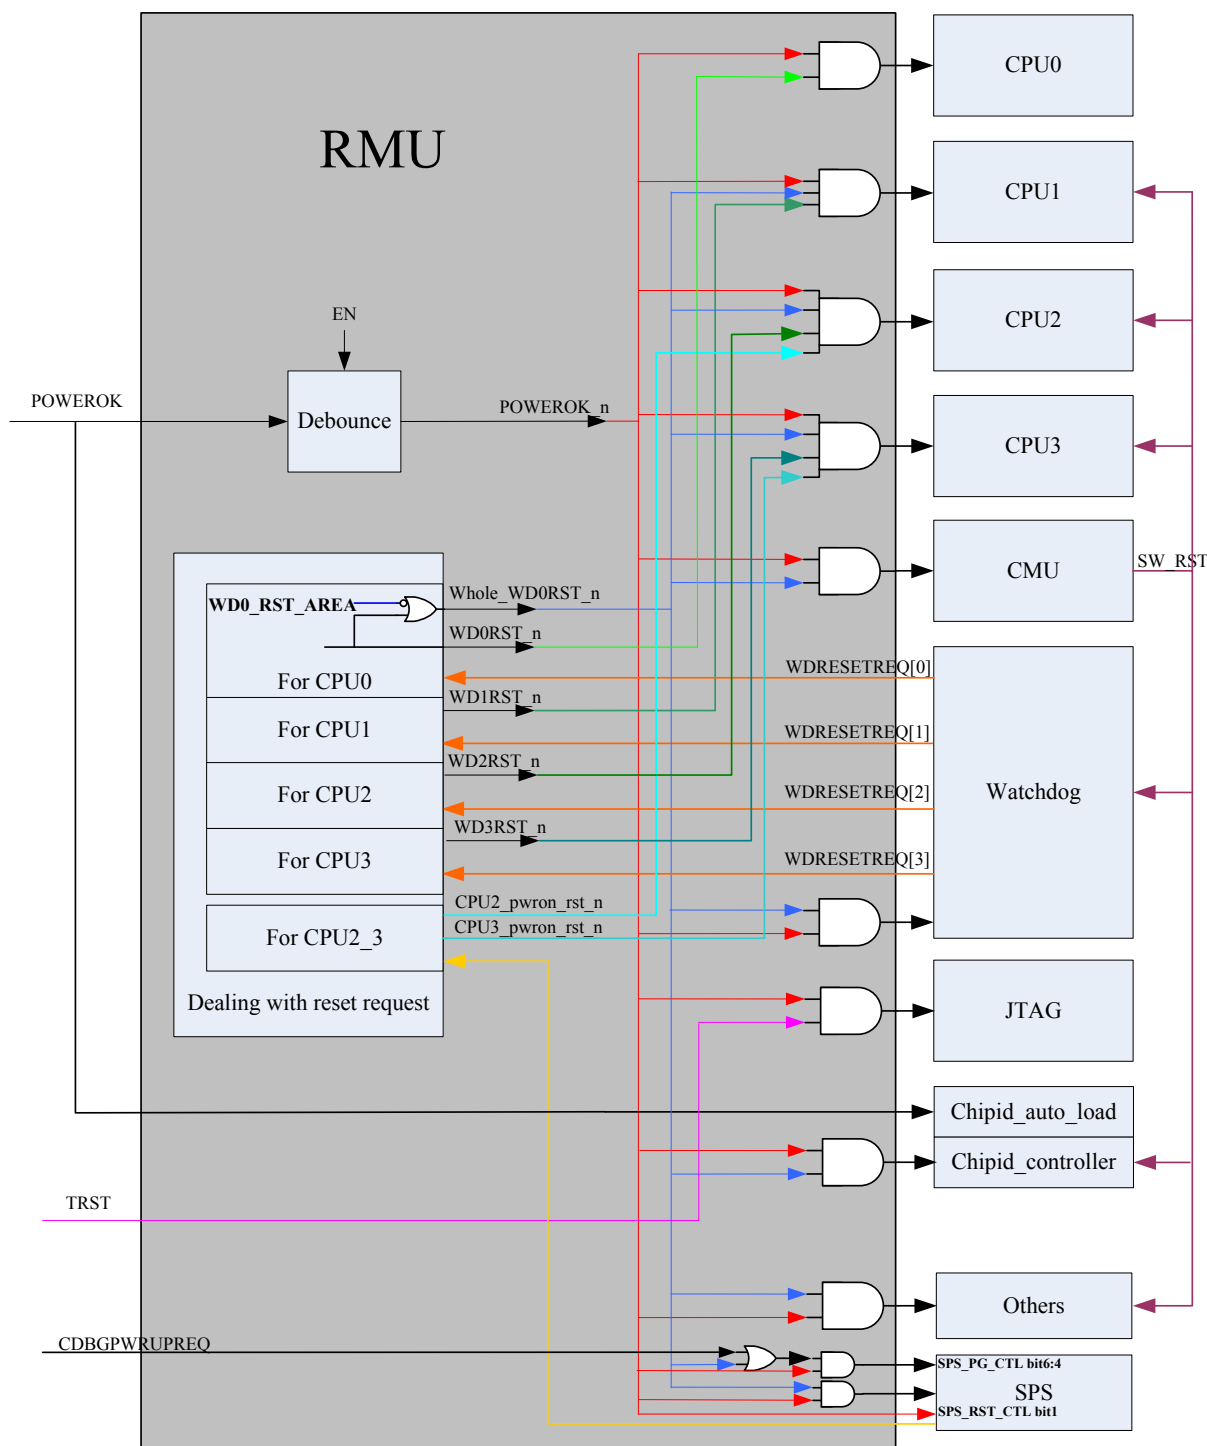 CPU0
RMU
CPU1
CPU2
EN
POWEROK
Debounce
POWEROK_n
CPU3
CMU
SW_RST
WD0_RST_AREA
Whole_WD0RST_n
WD0RST_n
For CPU0
WDRESETREQ[0]
WD1RST_n
For CPU1
WDRESETREQ[1]
WD2RST_n
For CPU2
WDRESETREQ[2]
Watchdog
WD3RST_n
For CPU3
WDRESETREQ[3]
CPU2_pwron_rst_n
CPU3_pwron_rst_n
For CPU2_3
Dealing with reset request
JTAG
Chipid_auto_load
Chipid_controller
TRST
Others
CDBGPWRUPREQ
SPS_PG_CTL bit6:4
SPS
SPS_RST_CTL bit1